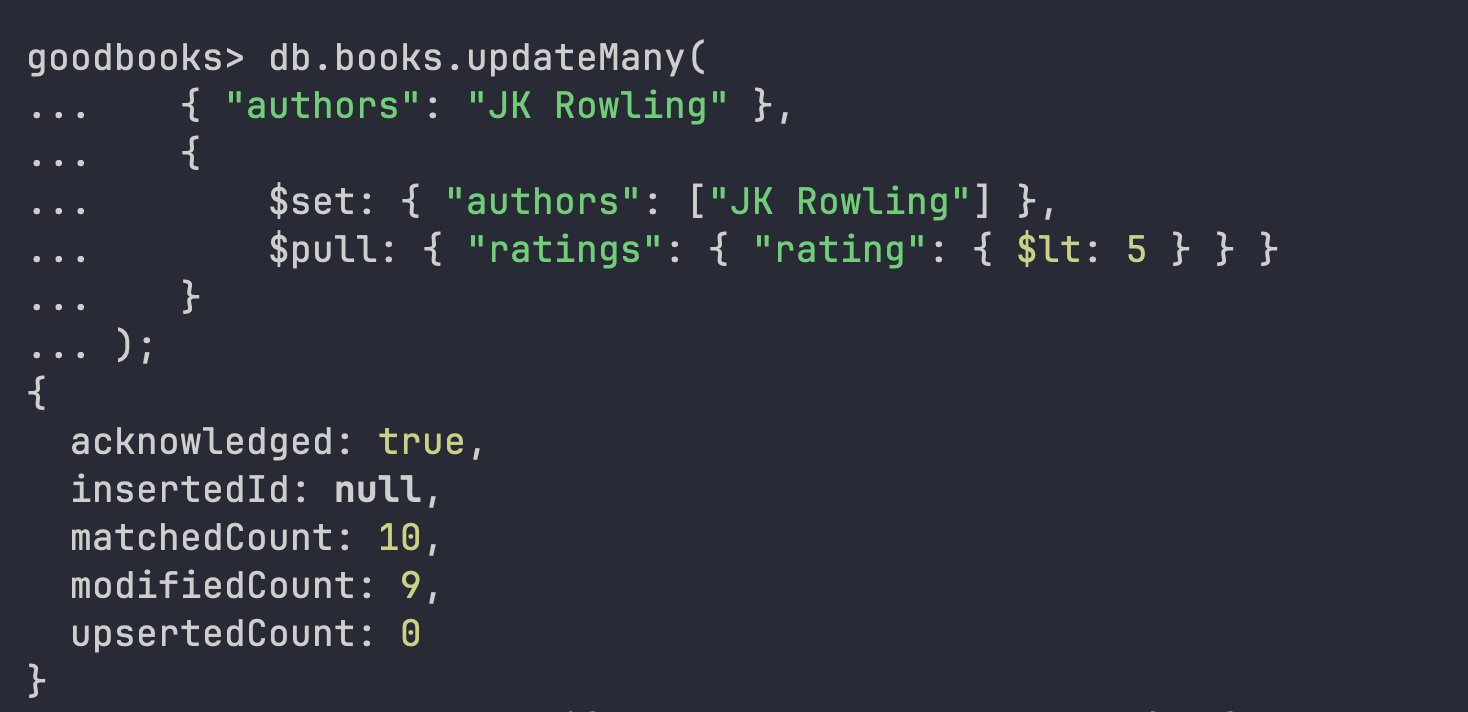 goodbooks> db.books.updateMany(
...    { "authors": "JK Rowling" },
...    {
...        $set: { "authors": ["JK Rowling"] },
...        $pull: { "ratings": { "rating": { $lt: 5 } } }
...    }
... );
{
  acknowledged: true,
  insertedId: null,
  matchedCount: 10,
  modifiedCount: 9,
  upsertedCount: 0
}